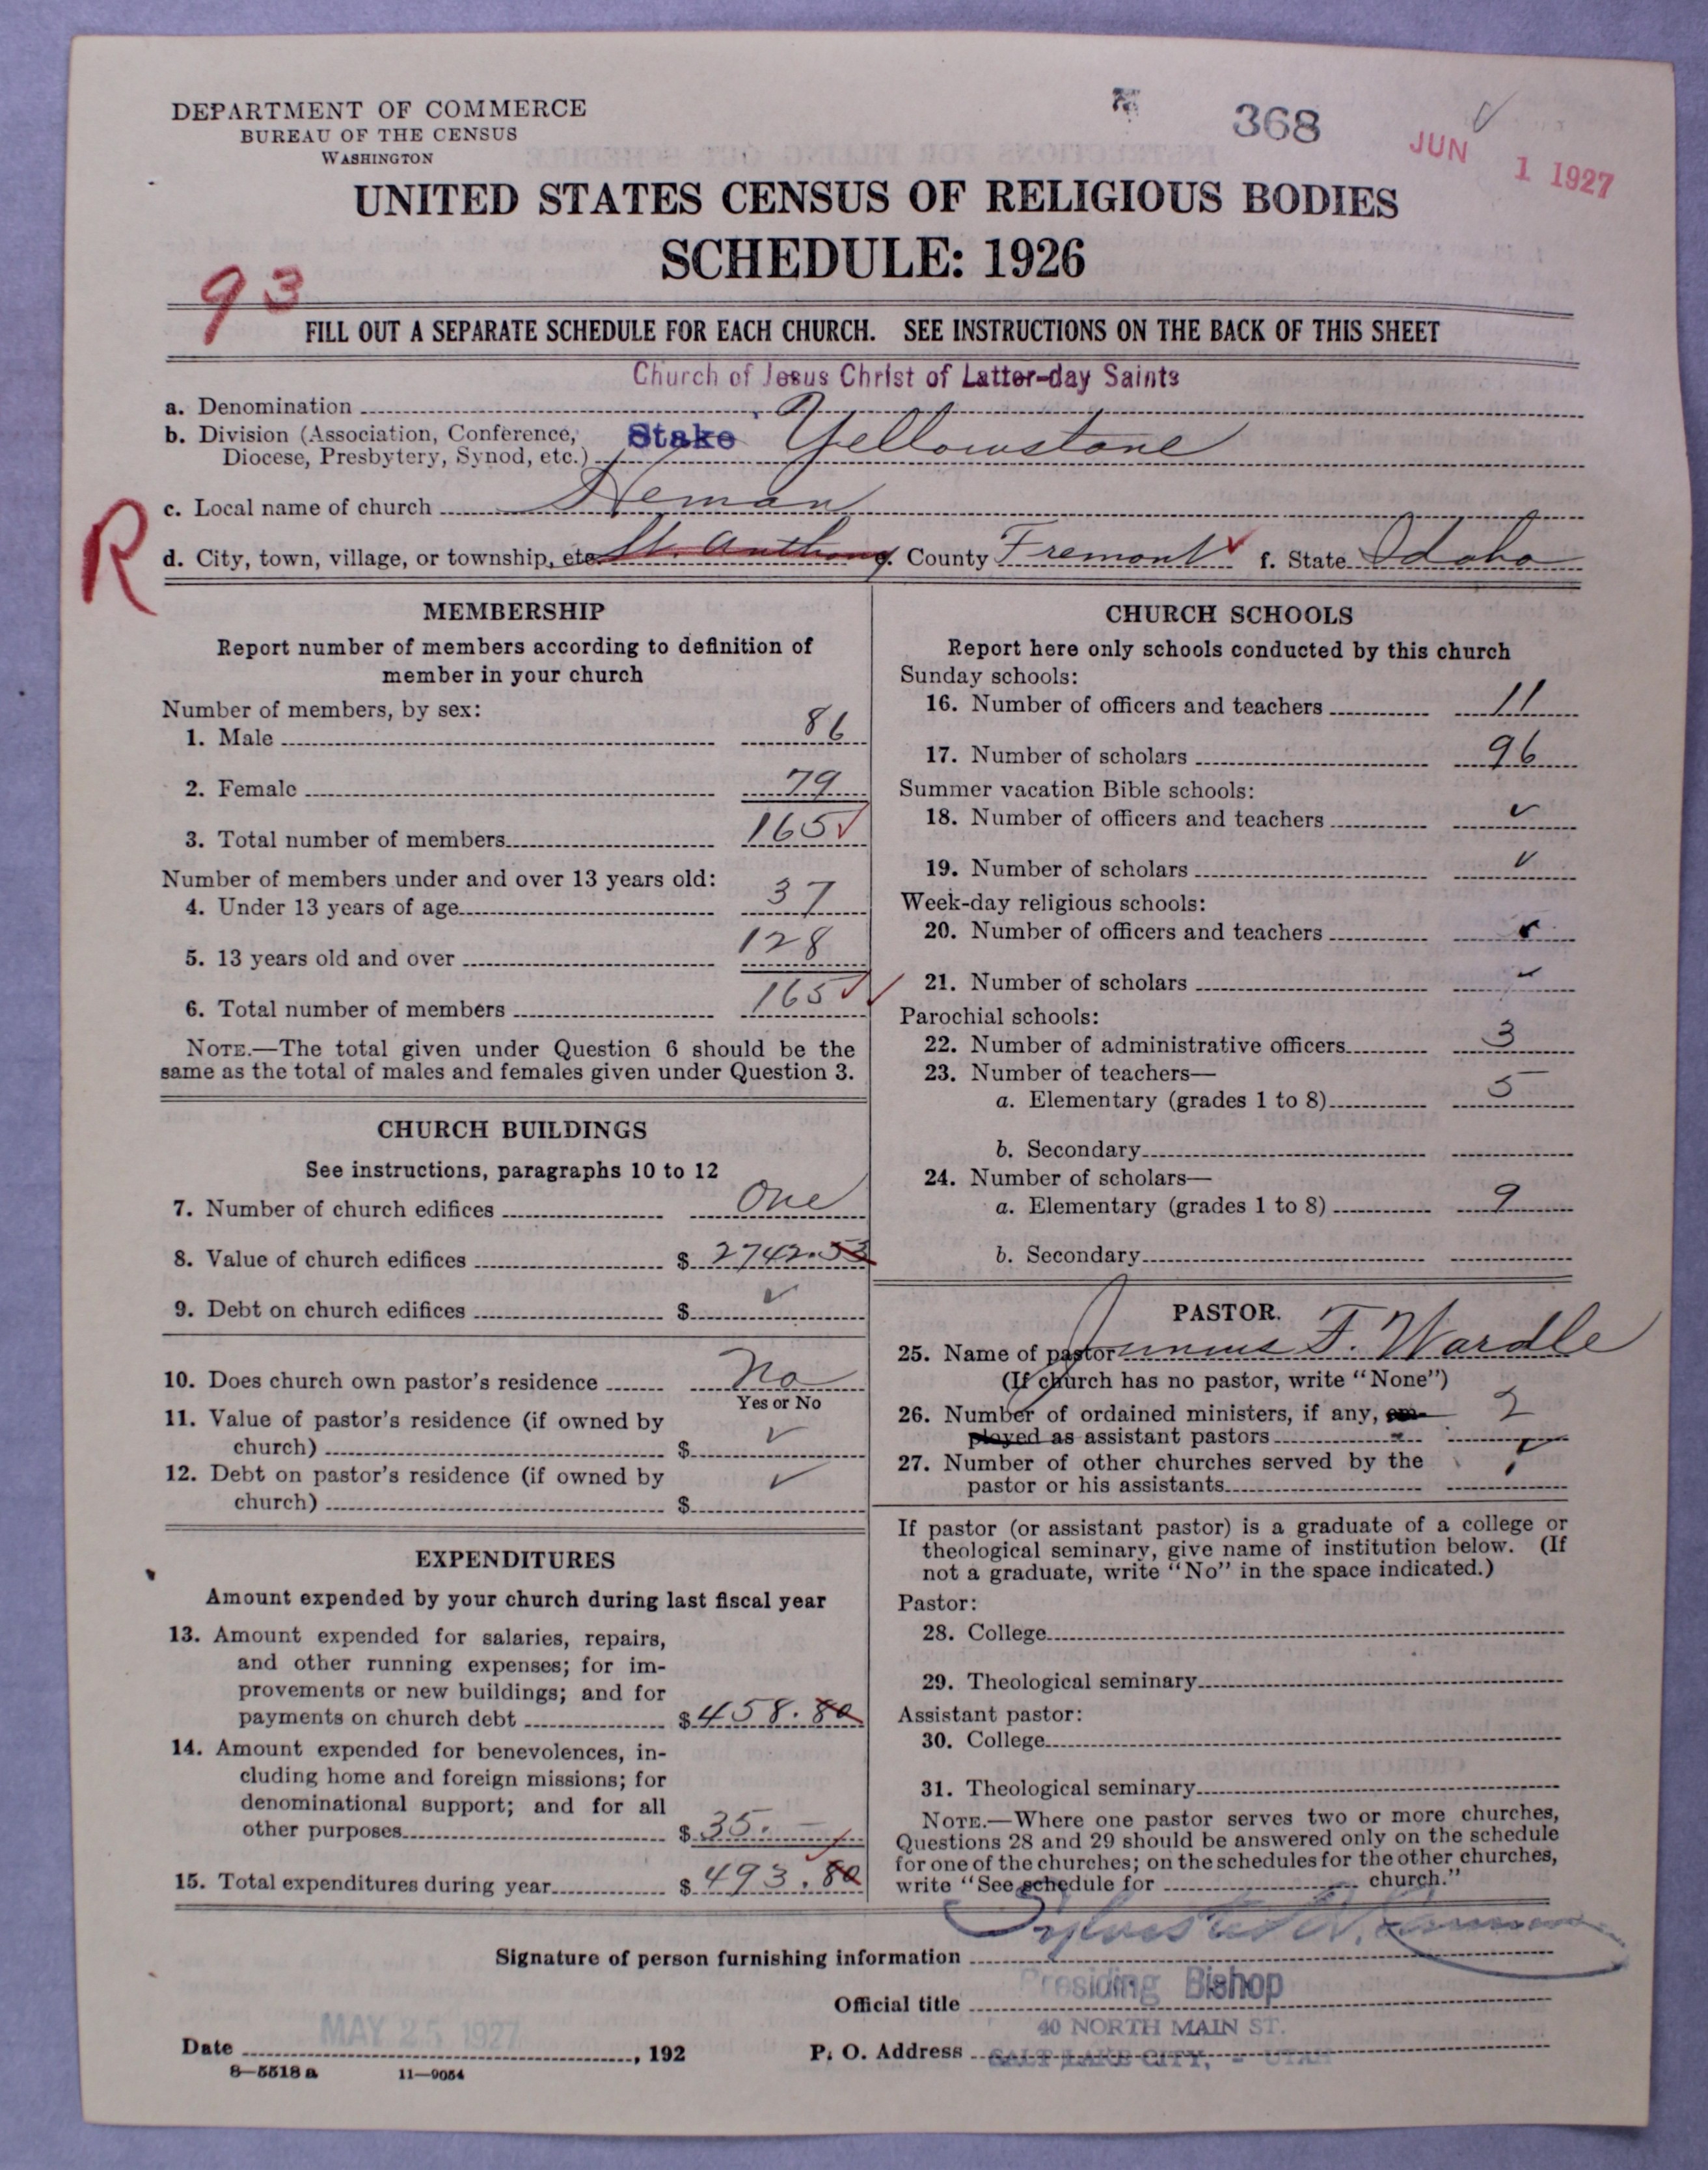 DEPARTMENT OF COMMERCE
BUREAU OF THE CENSUS
WASHINGTON
368
JUN 1 1927
UNITED STATES CENSUS OF RELIGIOUS BODIES
SCHEDULE: 1926
93
FILL OUT A SEPARATE SCHEDULE FOR EACH CHURCH. SEE INSTRUCTIONS ON THE BACK OF THIS SHEET
Church of Jesus Christ of Latter-day Saints
a. Denomination
b. Division (Association, Conference, Stake Yellowstone
Diocese, Presbytery, Synod, etc.)
c. Local name of church Heman
R
d. City, town, village, or township, etc. St. Anthony e. County Fremont f. State Idaho
MEMBERSHIP
Report number of members according to definition of
member in your church
Number of members, by sex:
1. Male 86
2. Female 79
3. Total number of members 165
Number of members under and over 13 years old:
4. Under 13 years of age 37
5. 13 years old and over 128
6. Total number of members 165
NOTE.—The total given under Question 6 should be the
same as the total of males and females given under Question 3.
CHURCH BUILDINGS
See instructions, paragraphs 10 to 12
7. Number of church edifices One
8. Value of church edifices $ 2742.53
9. Debt on church edifices $ ✓
10. Does church own pastor's residence No
Yes or No
11. Value of pastor's residence (if owned by
church) $ ✓
12. Debt on pastor's residence (if owned by
church) $ ✓
EXPENDITURES
Amount expended by your church during last fiscal year
13. Amount expended for salaries, repairs,
and other running expenses; for im-
provements or new buildings; and for
payments on church debt $ 458.80
14. Amount expended for benevolences, in-
cluding home and foreign missions; for
denominational support; and for all
other purposes $ 35.—
15. Total expenditures during year $ 493.80
CHURCH SCHOOLS
Report here only schools conducted by this church
Sunday schools:
16. Number of officers and teachers 11
17. Number of scholars 96
Summer vacation Bible schools:
18. Number of officers and teachers ✓
19. Number of scholars ✓
Week-day religious schools:
20. Number of officers and teachers ✓
21. Number of scholars ✓
Parochial schools:
22. Number of administrative officers 3
23. Number of teachers—
a. Elementary (grades 1 to 8) 5
b. Secondary
24. Number of scholars—
a. Elementary (grades 1 to 8) 9
b. Secondary
PASTOR.
25. Name of pastor Junius F. Wardle
(If church has no pastor, write "None")
26. Number of ordained ministers, if any, em-
ployed as assistant pastors 2
27. Number of other churches served by the
pastor or his assistants ✓
If pastor (or assistant pastor) is a graduate of a college or
theological seminary, give name of institution below. (If
not a graduate, write "No" in the space indicated.)
Pastor:
28. College
29. Theological seminary
Assistant pastor:
30. College
31. Theological seminary
NOTE.—Where one pastor serves two or more churches,
Questions 28 and 29 should be answered only on the schedule
for one of the churches; on the schedules for the other churches,
write "See schedule for church."
Signature of person furnishing information Sylvester Q. Cannon
Official title Presiding Bishop
40 NORTH MAIN ST.
Date MAY 25 1927, 192
P. O. Address SALT LAKE CITY, - UTAH
8—5518 a 11—9054